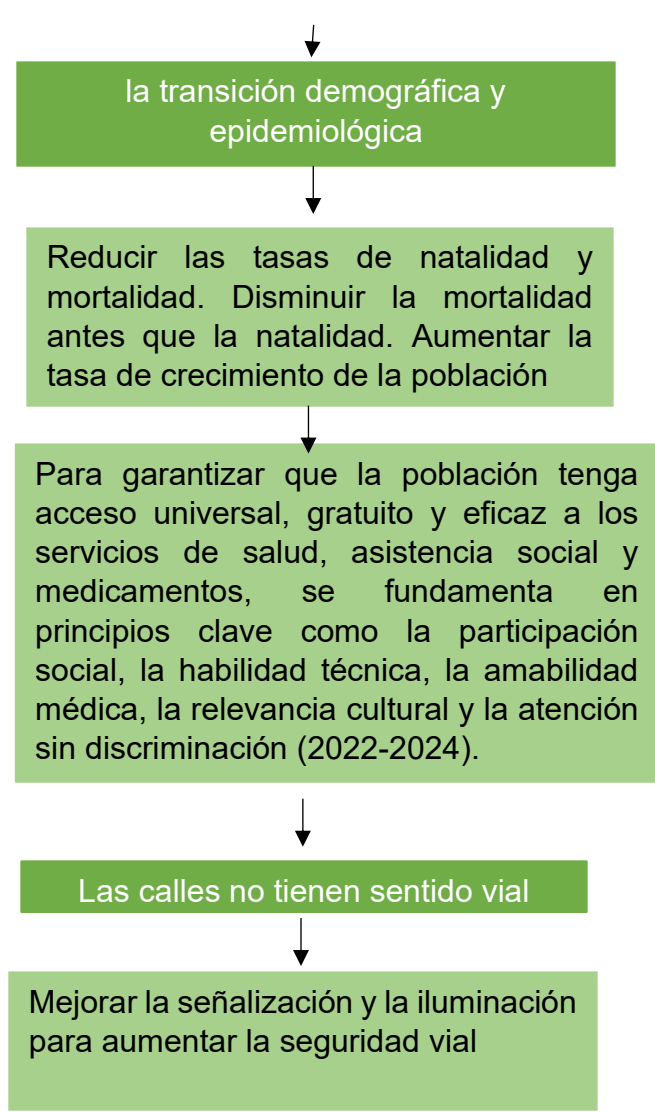 la transición demográfica y
epidemiológica
Reducir las tasas de natalidad y
mortalidad. Disminuir la mortalidad
antes que la natalidad. Aumentar la
tasa de crecimiento de la población
Para garantizar que la población tenga
acceso universal, gratuito y eficaz a los
servicios de salud, asistencia social y
medicamentos, se fundamenta en
principios clave como la participación
social, la habilidad técnica, la amabilidad
médica, la relevancia cultural y la atención
sin discriminación (2022-2024).
Las calles no tienen sentido vial
Mejorar la señalización y la iluminación
para aumentar la seguridad vial